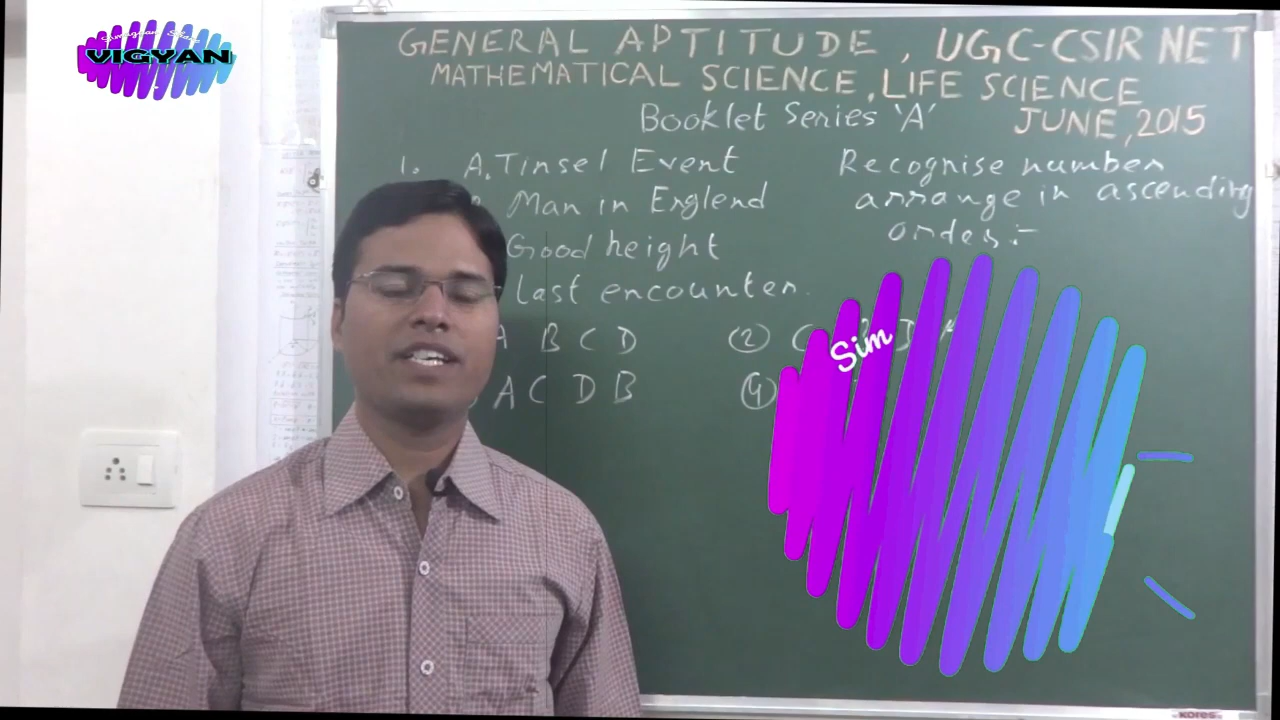 VIGYAN
GENERAL APTITUDE, UGC-CSIR NET
MATHEMATICAL SCIENCE, LIFE SCIENCE
Booklet Series 'A'
JUNE, 2015
1. A. Tinsel Event
Man in Englend
Good height
last encounter.
Recognise number
arrange in ascending
order:-
A B C D
(2) C B D A
A C D B
(4)
Sim
kores